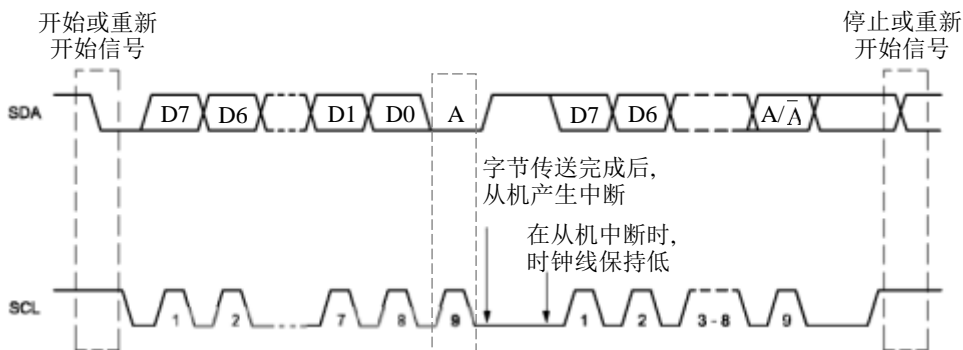 开始或重新
开始信号
停止或重新
开始信号
SDA
D7 D6 D1 D0 A D7 D6 A/A̅
字节传送完成后,
从机产生中断
在从机中断时,
时钟线保持低
SCL
1 2 7 8 9 1 2 3 - 8 9